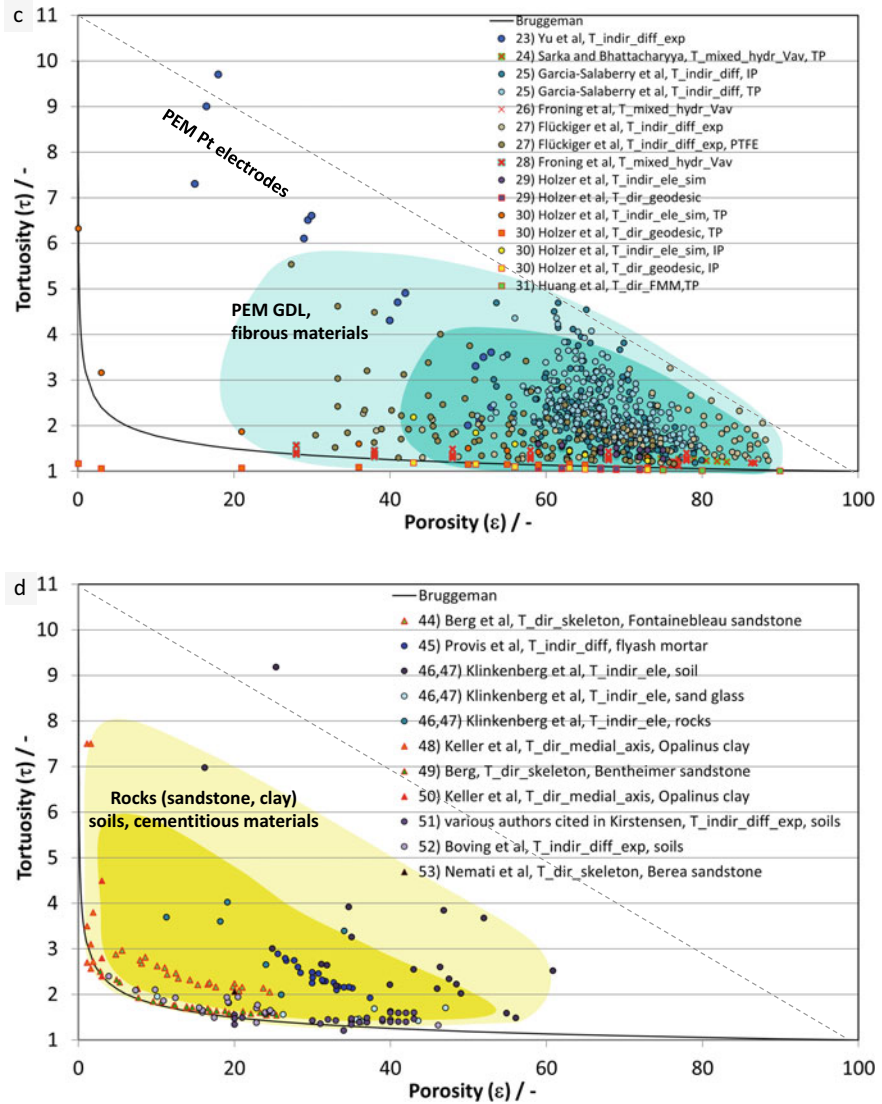 c
Tortuosity (τ) / -
11
10
9
8
7
6
5
4
3
2
1
0
20
40
60
80
100
Porosity (ε) / -
PEM Pt electrodes
PEM GDL,
fibrous materials
Bruggeman
23) Yu et al, T_indir_diff_exp
24) Sarka and Bhattacharyya, T_mixed_hydr_Vav, TP
25) Garcia-Salaberry et al, T_indir_diff, IP
25) Garcia-Salaberry et al, T_indir_diff, TP
26) Froning et al, T_mixed_hydr_Vav
27) Flückiger et al, T_indir_diff_exp
27) Flückiger et al, T_indir_diff_exp, PTFE
28) Froning et al, T_mixed_hydr_Vav
29) Holzer et al, T_indir_ele_sim
29) Holzer et al, T_dir_geodesic
30) Holzer et al, T_indir_ele_sim, TP
30) Holzer et al, T_dir_geodesic, TP
30) Holzer et al, T_indir_ele_sim, IP
30) Holzer et al, T_dir_geodesic, IP
31) Huang et al, T_dir_FMM,TP
d
Tortuosity (τ) / -
11
10
9
8
7
6
5
4
3
2
1
0
20
40
60
80
100
Porosity (ε) / -
Rocks (sandstone, clay)
soils, cementitious materials
Bruggeman
44) Berg et al, T_dir_skeleton, Fontainebleau sandstone
45) Provis et al, T_indir_diff, flyash mortar
46,47) Klinkenberg et al, T_indir_ele, soil
46,47) Klinkenberg et al, T_indir_ele, sand glass
46,47) Klinkenberg et al, T_indir_ele, rocks
48) Keller et al, T_dir_medial_axis, Opalinus clay
49) Berg, T_dir_skeleton, Bentheimer sandstone
50) Keller et al, T_dir_medial_axis, Opalinus clay
51) various authors cited in Kirstensen, T_indir_diff_exp, soils
52) Boving et al, T_indir_diff_exp, soils
53) Nemati et al, T_dir_skeleton, Berea sandstone